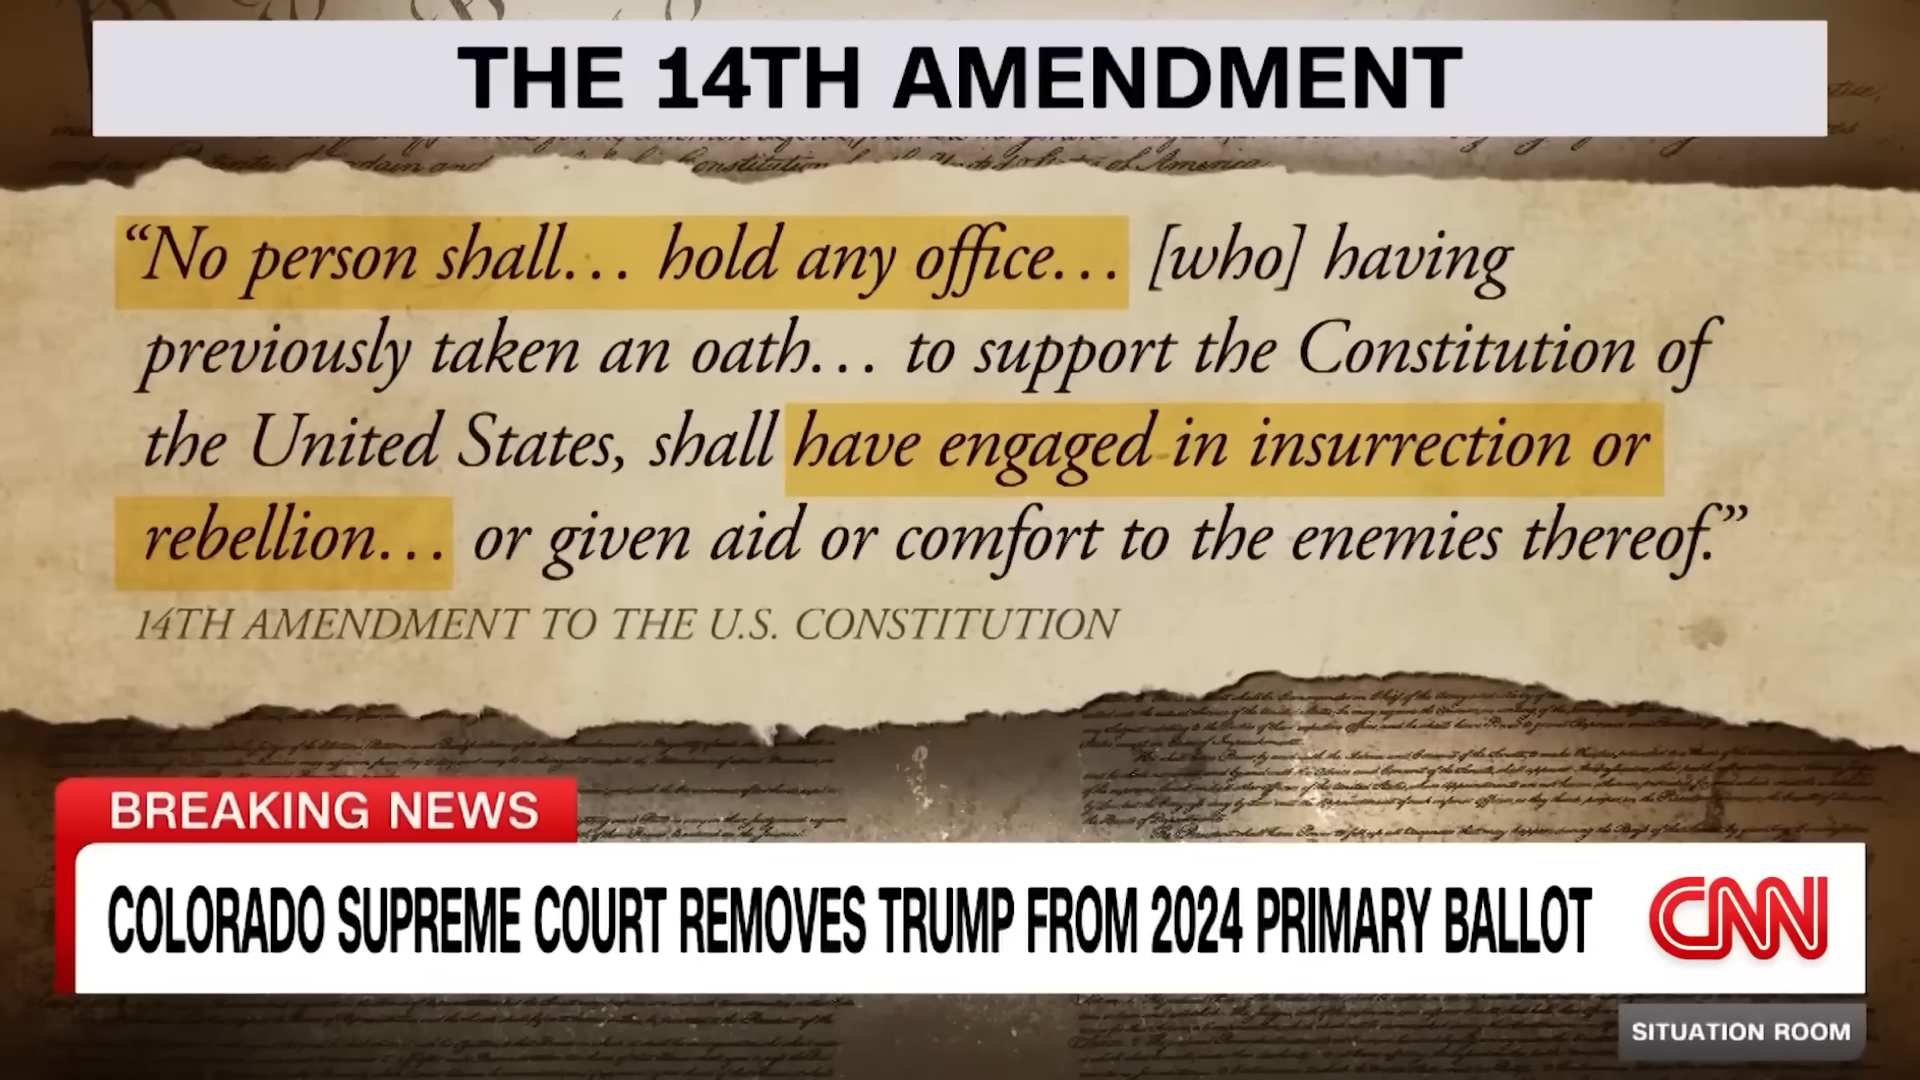 THE 14TH AMENDMENT
“No person shall… hold any office… [who] having
previously taken an oath… to support the Constitution of
the United States, shall have engaged in insurrection or
rebellion… or given aid or comfort to the enemies thereof.”
14TH AMENDMENT TO THE U.S. CONSTITUTION
BREAKING NEWS
COLORADO SUPREME COURT REMOVES TRUMP FROM 2024 PRIMARY BALLOT
CNN
SITUATION ROOM